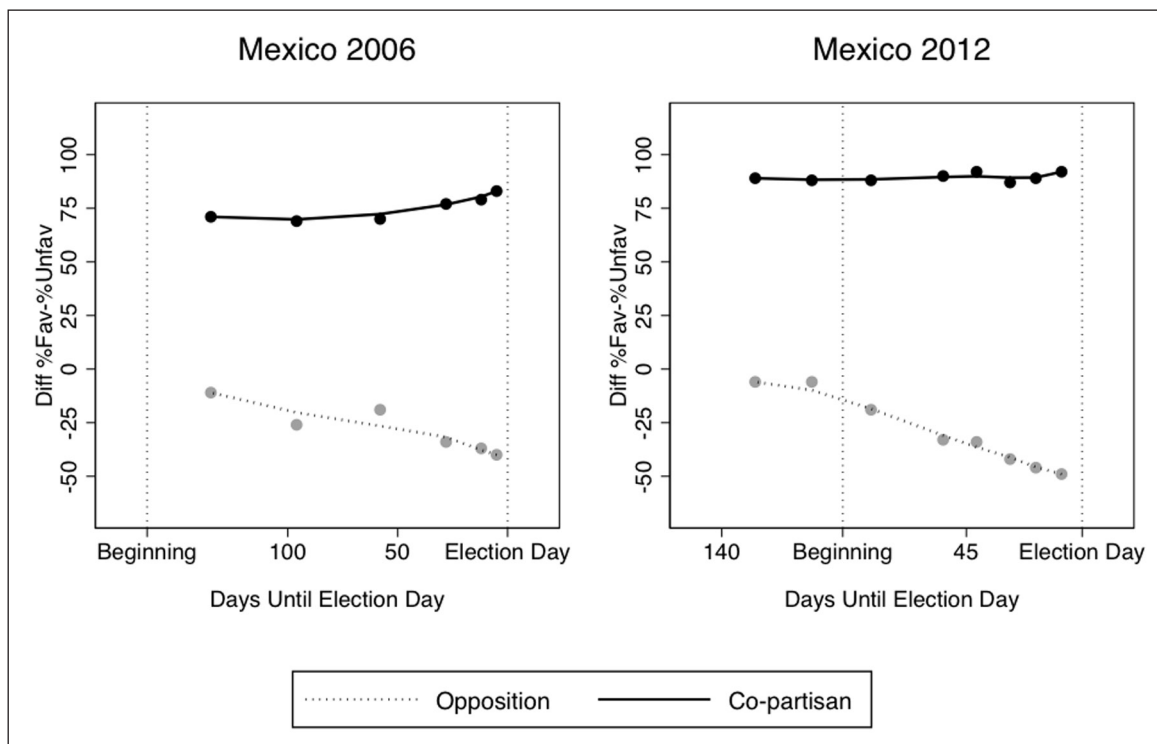 Mexico 2006
Diff %Fav-%Unfav
100
75
50
25
0
-25
-50
Beginning
100
50
Election Day
Days Until Election Day
Mexico 2012
Diff %Fav-%Unfav
100
75
50
25
0
-25
-50
140
Beginning
45
Election Day
Days Until Election Day
Opposition
Co-partisan